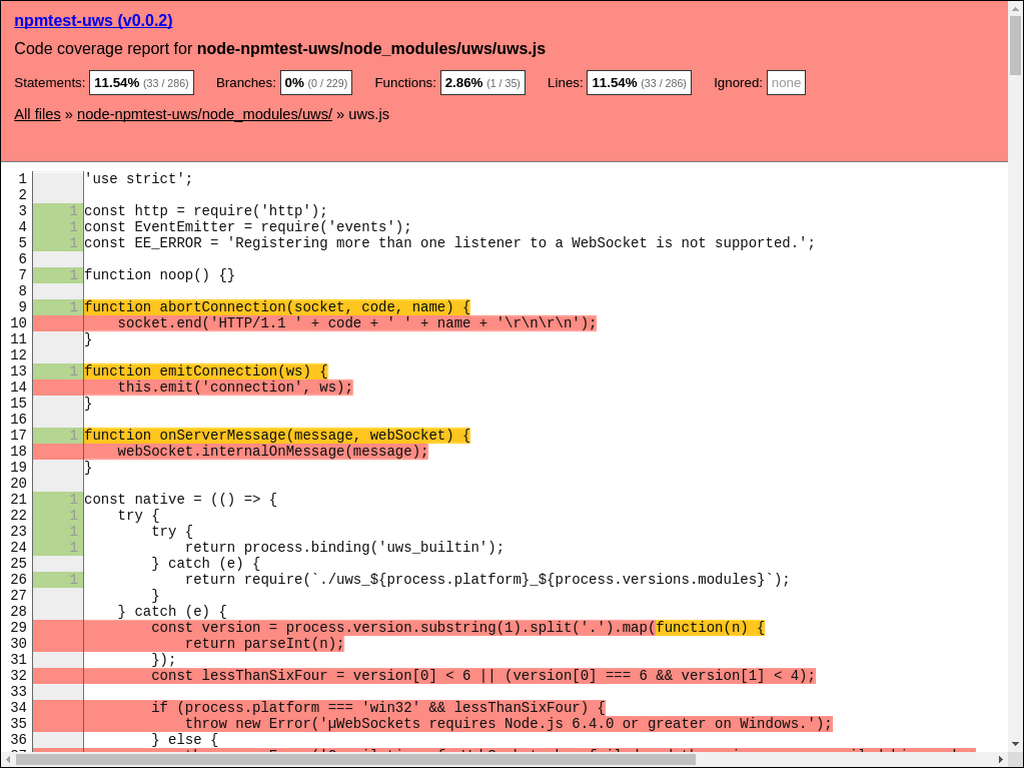 npmtest-uws (v0.0.2)
Code coverage report for node-npmtest-uws/node_modules/uws/uws.js
Statements: 11.54% (33 / 286) Branches: 0% (0 / 229) Functions: 2.86% (1 / 35) Lines: 11.54% (33 / 286) Ignored: none
All files » node-npmtest-uws/node_modules/uws/ » uws.js
1 'use strict';
2
3 1 const http = require('http');
4 1 const EventEmitter = require('events');
5 1 const EE_ERROR = 'Registering more than one listener to a WebSocket is not supported.';
6
7 1 function noop() {}
8
9 1 function abortConnection(socket, code, name) {
10 socket.end('HTTP/1.1 ' + code + ' ' + name + '\r\n\r\n');
11 }
12
13 1 function emitConnection(ws) {
14 this.emit('connection', ws);
15 }
16
17 1 function onServerMessage(message, webSocket) {
18 webSocket.internalOnMessage(message);
19 }
20
21 1 const native = (() => {
22 1 try {
23 1 try {
24 1 return process.binding('uws_builtin');
25 } catch (e) {
26 1 return require(`./uws_${process.platform}_${process.versions.modules}`);
27 }
28 } catch (e) {
29 const version = process.version.substring(1).split('.').map(function(n) {
30 return parseInt(n);
31 });
32 const lessThanSixFour = version[0] < 6 || (version[0] === 6 && version[1] < 4);
33
34 if (process.platform === 'win32' && lessThanSixFour) {
35 throw new Error('µWebSockets requires Node.js 6.4.0 or greater on Windows.');
36 } else {